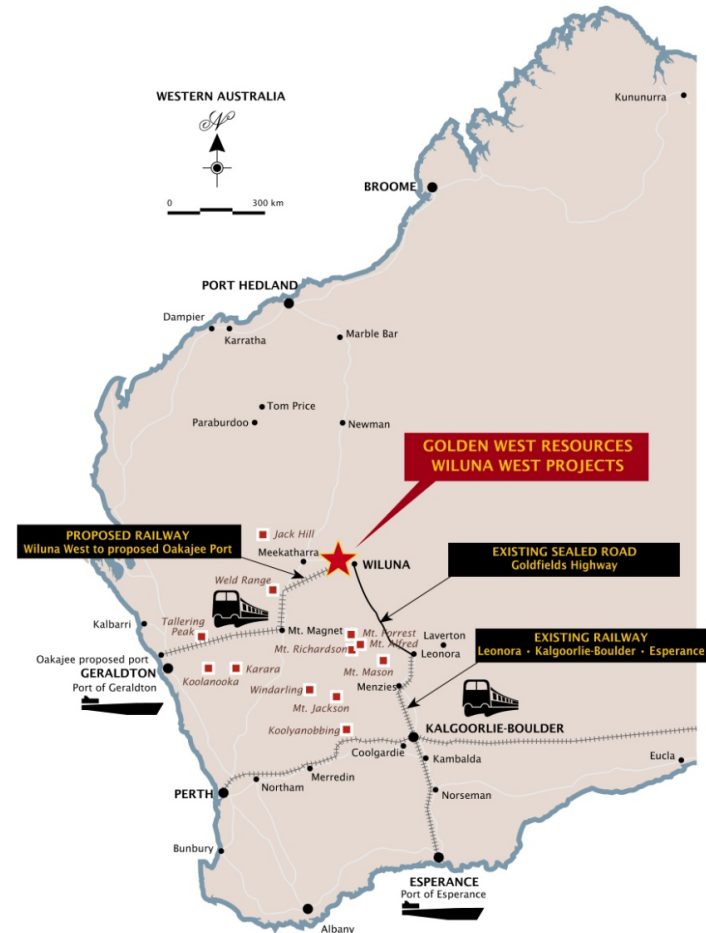 WESTERN AUSTRALIA
N
0 300 km
Kununurra
BROOME
PORT HEDLAND
Dampier
Karratha
Marble Bar
Tom Price
Paraburdoo
Newman
GOLDEN WEST RESOURCES
WILUNA WEST PROJECTS
PROPOSED RAILWAY
Wiluna West to proposed Oakajee Port
Jack Hill
Meekatharra
WILUNA
EXISTING SEALED ROAD
Goldfields Highway
Weld Range
Kalbarri
Tallering
Peak
Mt. Magnet
Mt. Forrest
Mt. Alfred
Mt. Richardson
Laverton
Leonora
EXISTING RAILWAY
Leonora · Kalgoorlie-Boulder · Esperance
Oakajee proposed port
GERALDTON
Port of Geraldton
Koolanooka
Karara
Mt. Mason
Windarling
Menzies
Mt. Jackson
Koolyanobbing
KALGOORLIE-BOULDER
Coolgardie
Kambalda
Eucla
Merredin
Northam
PERTH
Norseman
Bunbury
ESPERANCE
Port of Esperance
Albany